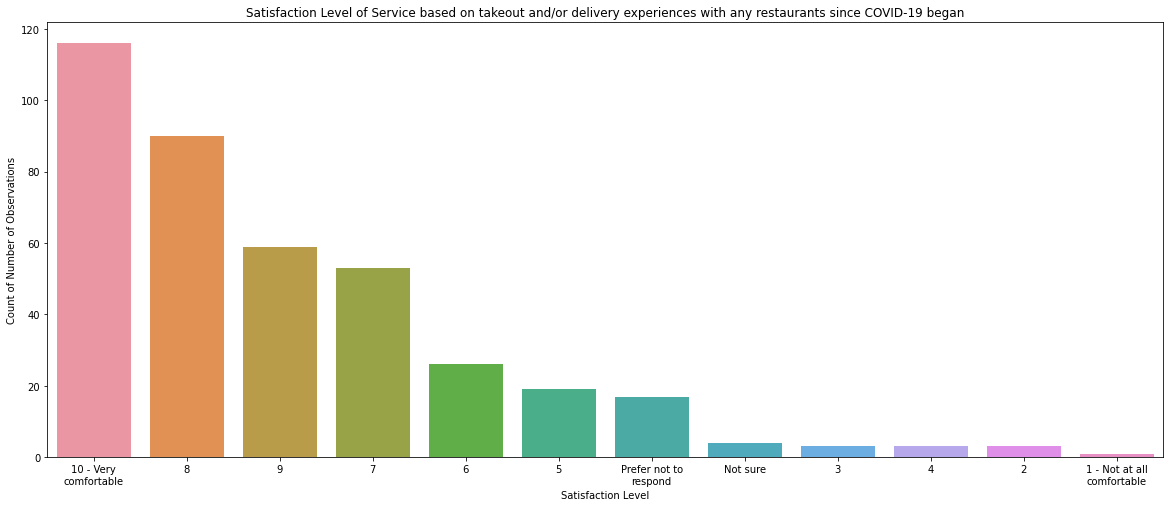 Satisfaction Level of Service based on takeout and/or delivery experiences with any restaurants since COVID-19 began
Count of Number of Observations
120
100
80
60
40
20
0
10 - Very
comfortable
8
9
7
6
5
Prefer not to
respond
Not sure
3
4
2
1 - Not at all
comfortable
Satisfaction Level